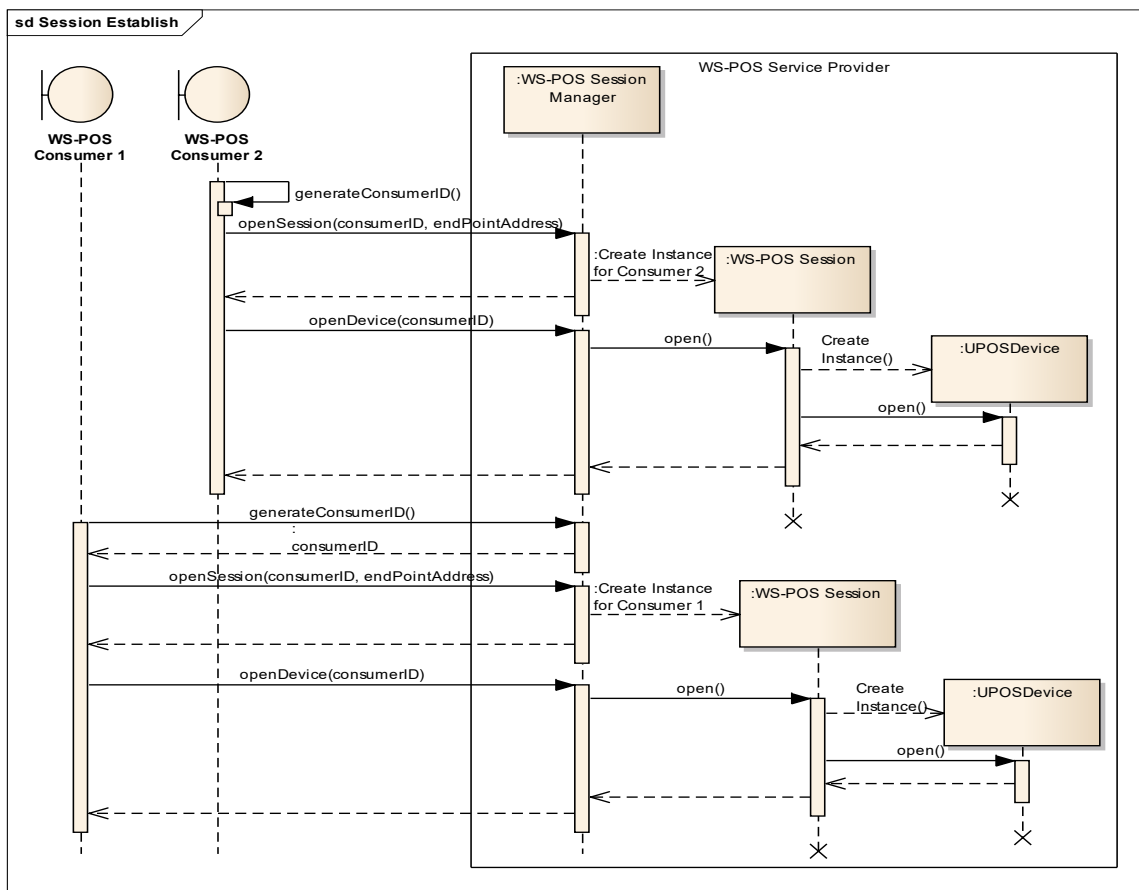 sd Session Establish
WS-POS Service Provider
:WS-POS Session
Manager
WS-POS
Consumer 1
WS-POS
Consumer 2
generateConsumerID()
openSession(consumerID, endPointAddress)
:Create Instance
for Consumer 2
:WS-POS Session
openDevice(consumerID)
open()
Create
Instance()
:UPOSDevice
open()
generateConsumerID()
:
consumerID
openSession(consumerID, endPointAddress)
:Create Instance
for Consumer 1
:WS-POS Session
openDevice(consumerID)
open()
Create
Instance()
:UPOSDevice
open()